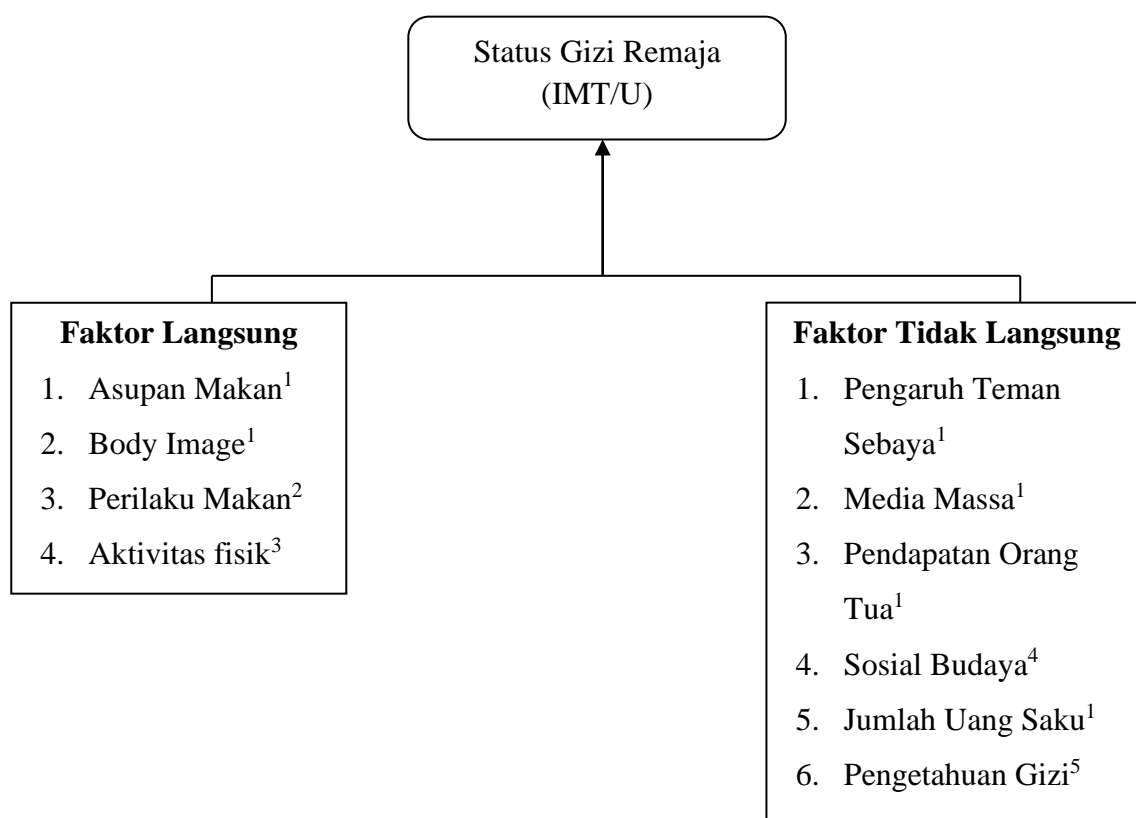 Status Gizi Remaja
(IMT/U)
Faktor Langsung
1. Asupan Makan¹
2. Body Image¹
3. Perilaku Makan²
4. Aktivitas fisik³
Faktor Tidak Langsung
1. Pengaruh Teman
Sebaya¹
2. Media Massa¹
3. Pendapatan Orang
Tua¹
4. Sosial Budaya⁴
5. Jumlah Uang Saku¹
6. Pengetahuan Gizi⁵